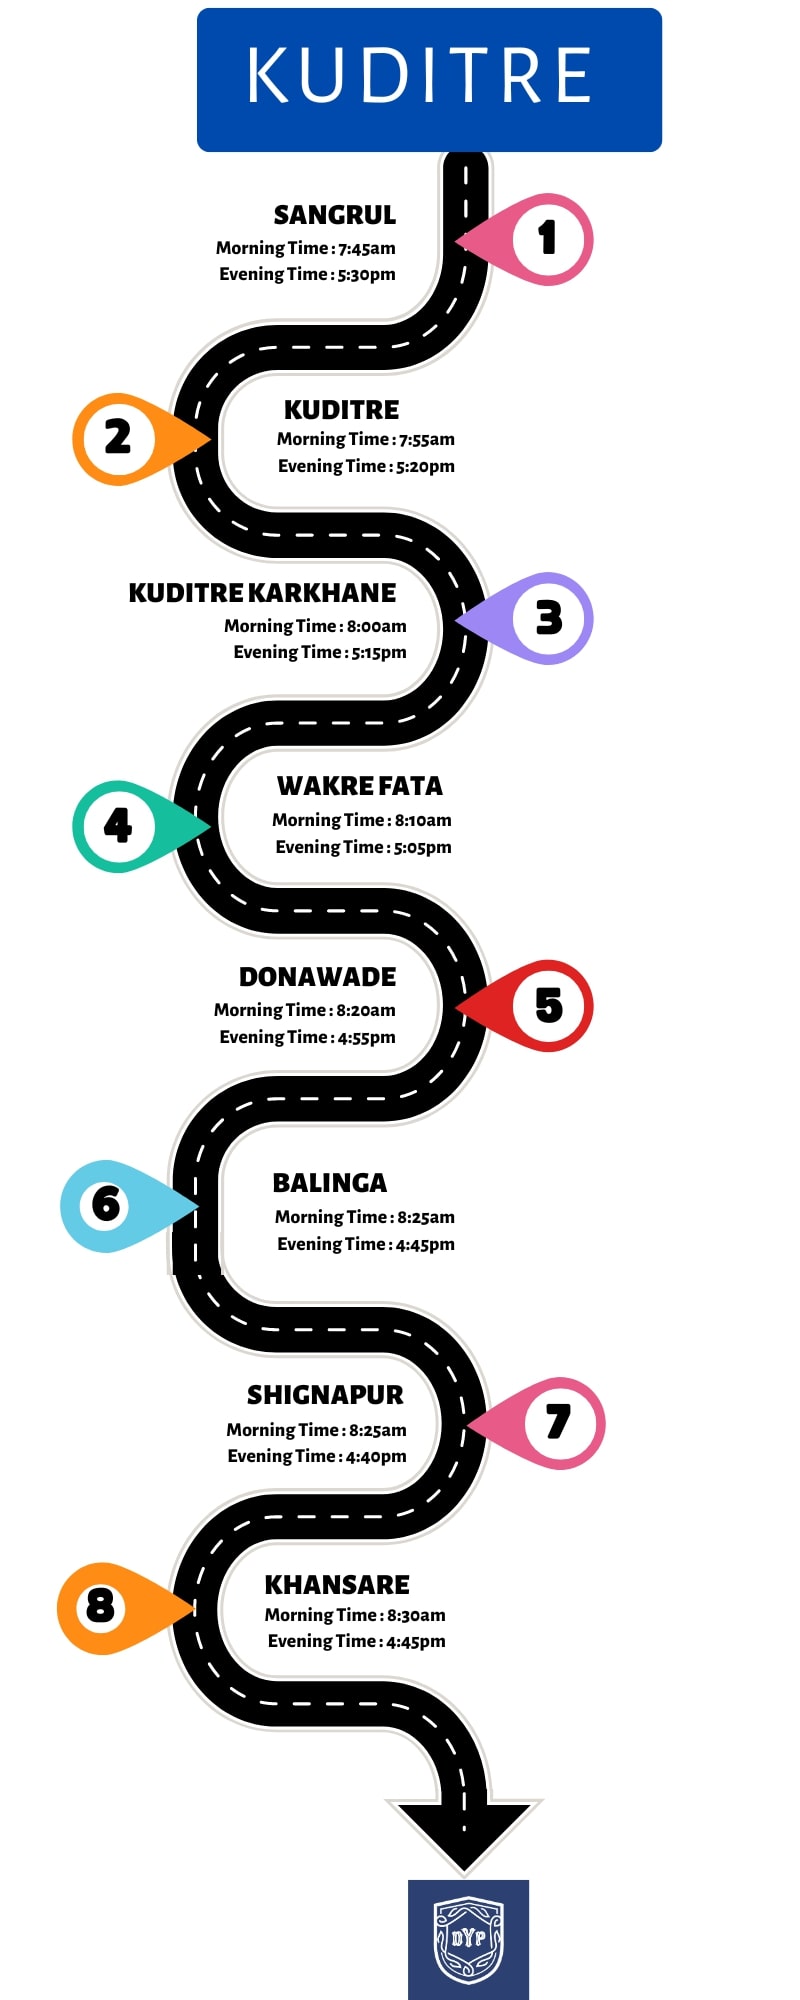 KUDITRE
SANGRUL
Morning Time : 7:45am
Evening Time : 5:30pm
1
2
KUDITRE
Morning Time : 7:55am
Evening Time : 5:20pm
KUDITRE KARKHANE
Morning Time : 8:00am
Evening Time : 5:15pm
3
4
WAKRE FATA
Morning Time : 8:10am
Evening Time : 5:05pm
DONAWADE
Morning Time : 8:20am
Evening Time : 4:55pm
5
6
BALINGA
Morning Time : 8:25am
Evening Time : 4:45pm
SHIGNAPUR
Morning Time : 8:25am
Evening Time : 4:40pm
7
8
KHANSARE
Morning Time : 8:30am
Evening Time : 4:45pm
DYP